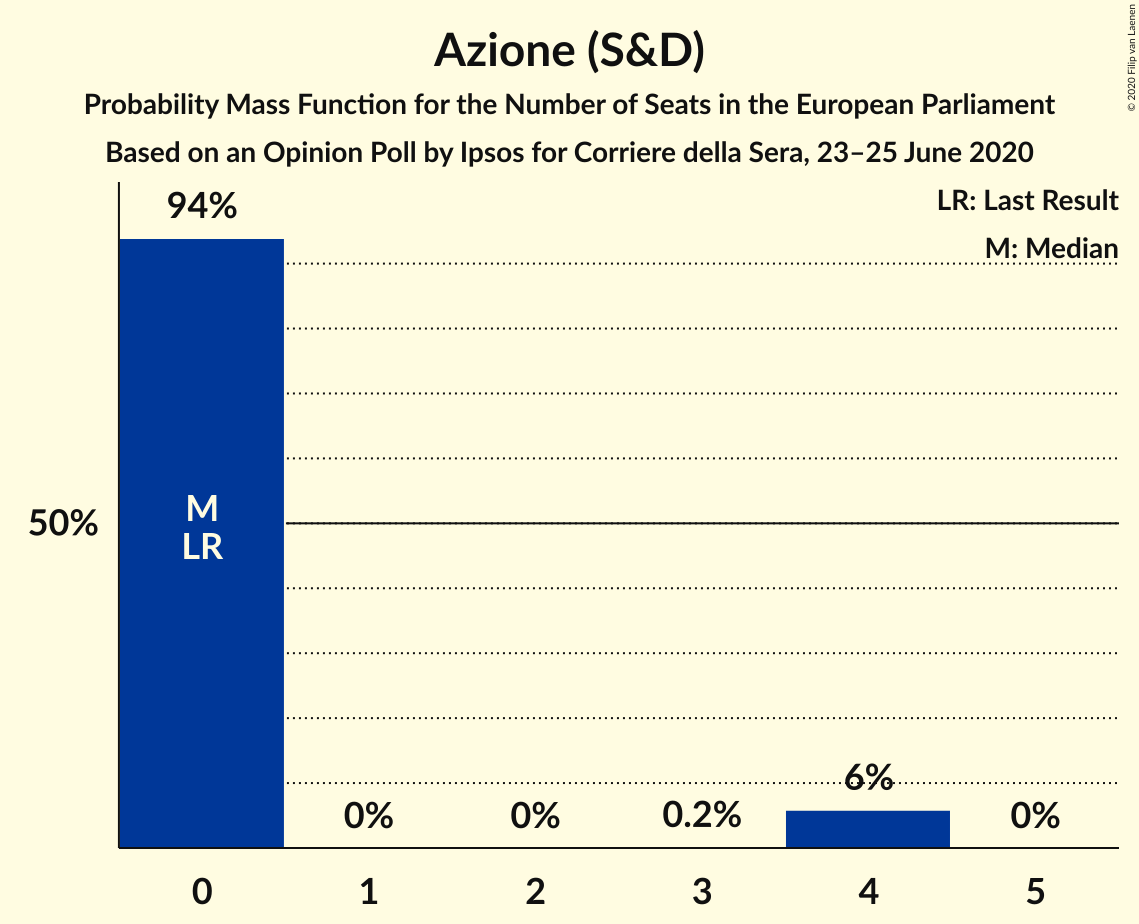 Azione (S&D)
Probability Mass Function for the Number of Seats in the European Parliament
Based on an Opinion Poll by Ipsos for Corriere della Sera, 23–25 June 2020
© 2020 Filip van Laenen
LR: Last Result
M: Median
94%
50%
M
LR
0%
0%
0.2%
6%
0%
0
1
2
3
4
5